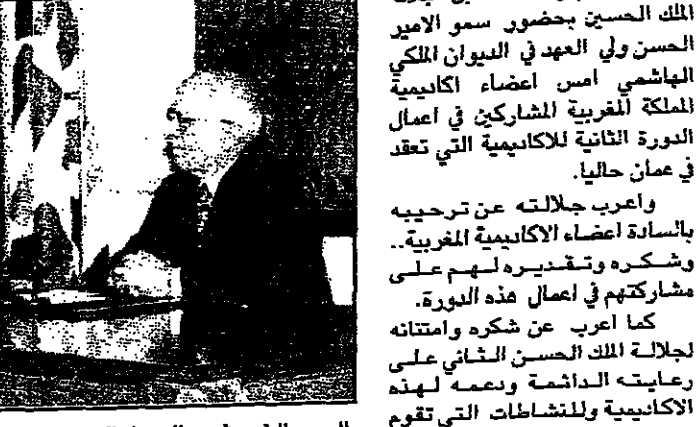 الملك الحسين بحضور سمو الامير
الحسن ولي العهد في الديوان الملكي
الهاشمي امس اعضاء اكاديمية
المملكة المغربية المشاركين في اعمال
الدورة الثانية للاكاديمية التي تعقد
في عمان حاليا.
واعرب جلالته عن ترحيبه
بالسادة اعضاء الاكاديمية المغربية..
وشكره وتقديره لهم على
مشاركتهم في اعمال هذه الدورة.
كما اعرب عن شكره وامتنانه
لجلالة الملك الحسن الثاني على
رعايته الدائمة ودعمه لهذه
الاكاديمية وللنشاطات التي تقوم